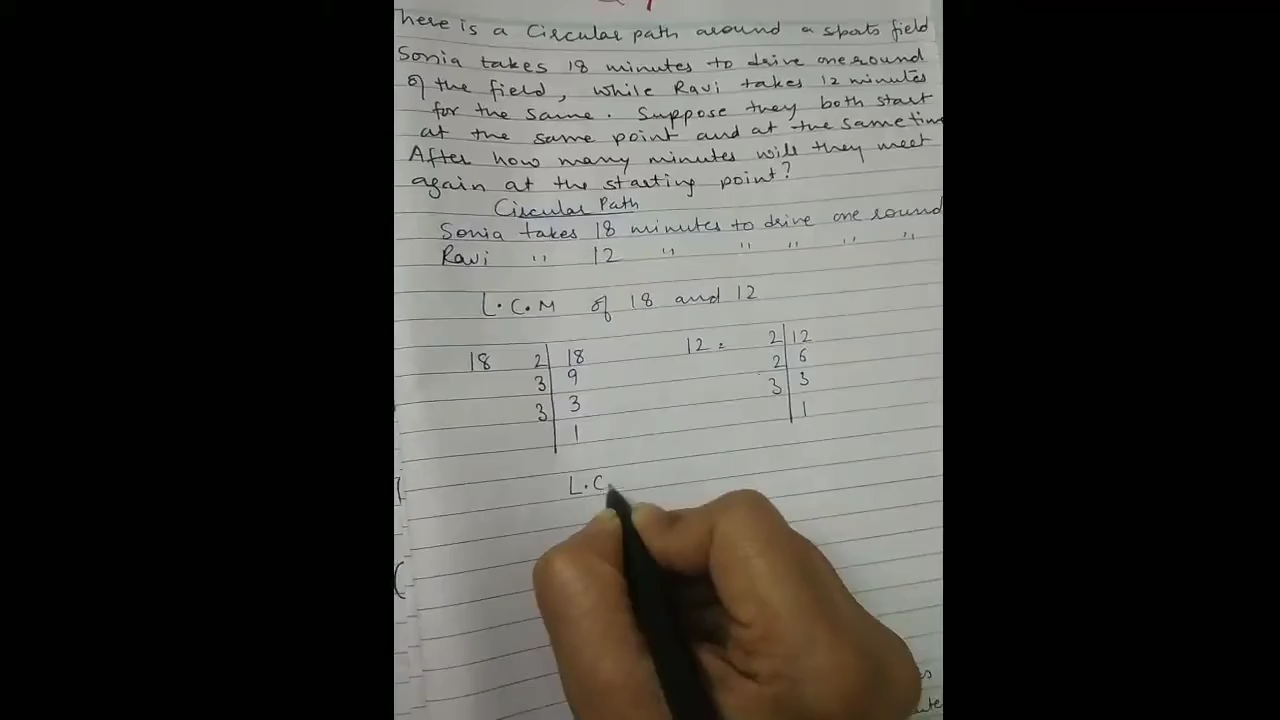 here is a Circular path around a sports field
Sonia takes 18 minutes to drive one round
of the field, while Ravi takes 12 minutes
for the same. Suppose they both start
at the same point and at the same tim
After how many minutes will they meet
again at the starting point?
Circular Path
Sonia takes 18 minutes to drive one round
Ravi " 12 " " " " "
L.C.M of 18 and 12
18 2 18 12 = 2 12
3 9 2 6
3 3 3 3
1 1
L.C